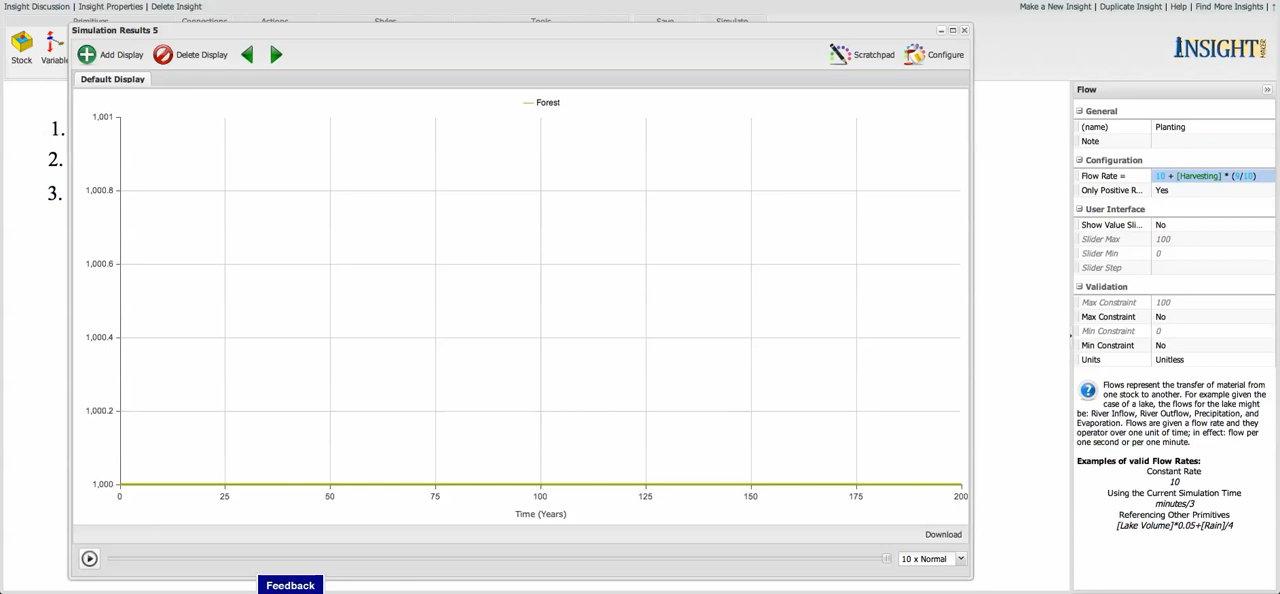 Insight Discussion | Insight Properties | Delete Insight
Make a New Insight | Duplicate Insight | Help | Find More Insights | ↑
Primitives Connections Actions Styles Tools Save Simulate
Stock
Variable
INSIGHT MAKER
Simulation Results 5
Add Display
Delete Display
Scratchpad
Configure
Default Display
Forest
1,001
1,000.8
1,000.6
1,000.4
1,000.2
1,000
0 25 50 75 100 125 150 175 200
Time (Years)
Download
10 x Normal
Feedback
1.
2.
3.
Flow
General
(name) Planting
Note
Configuration
Flow Rate = 10 + [Harvesting] * (9/10)
Only Positive R... Yes
User Interface
Show Value Sli... No
Slider Max 100
Slider Min 0
Slider Step
Validation
Max Constraint 100
Max Constraint No
Min Constraint 0
Min Constraint No
Units Unitless
Flows represent the transfer of material from
one stock to another. For example given the
case of a lake, the flows for the lake might
be: River Inflow, River Outflow, Precipitation, and
Evaporation. Flows are given a flow rate and they
operator over one unit of time; in effect: flow per
one second or per one minute.
Examples of valid Flow Rates:
Constant Rate
10
Using the Current Simulation Time
minutes/3
Referencing Other Primitives
[Lake Volume]*0.05+[Rain]/4